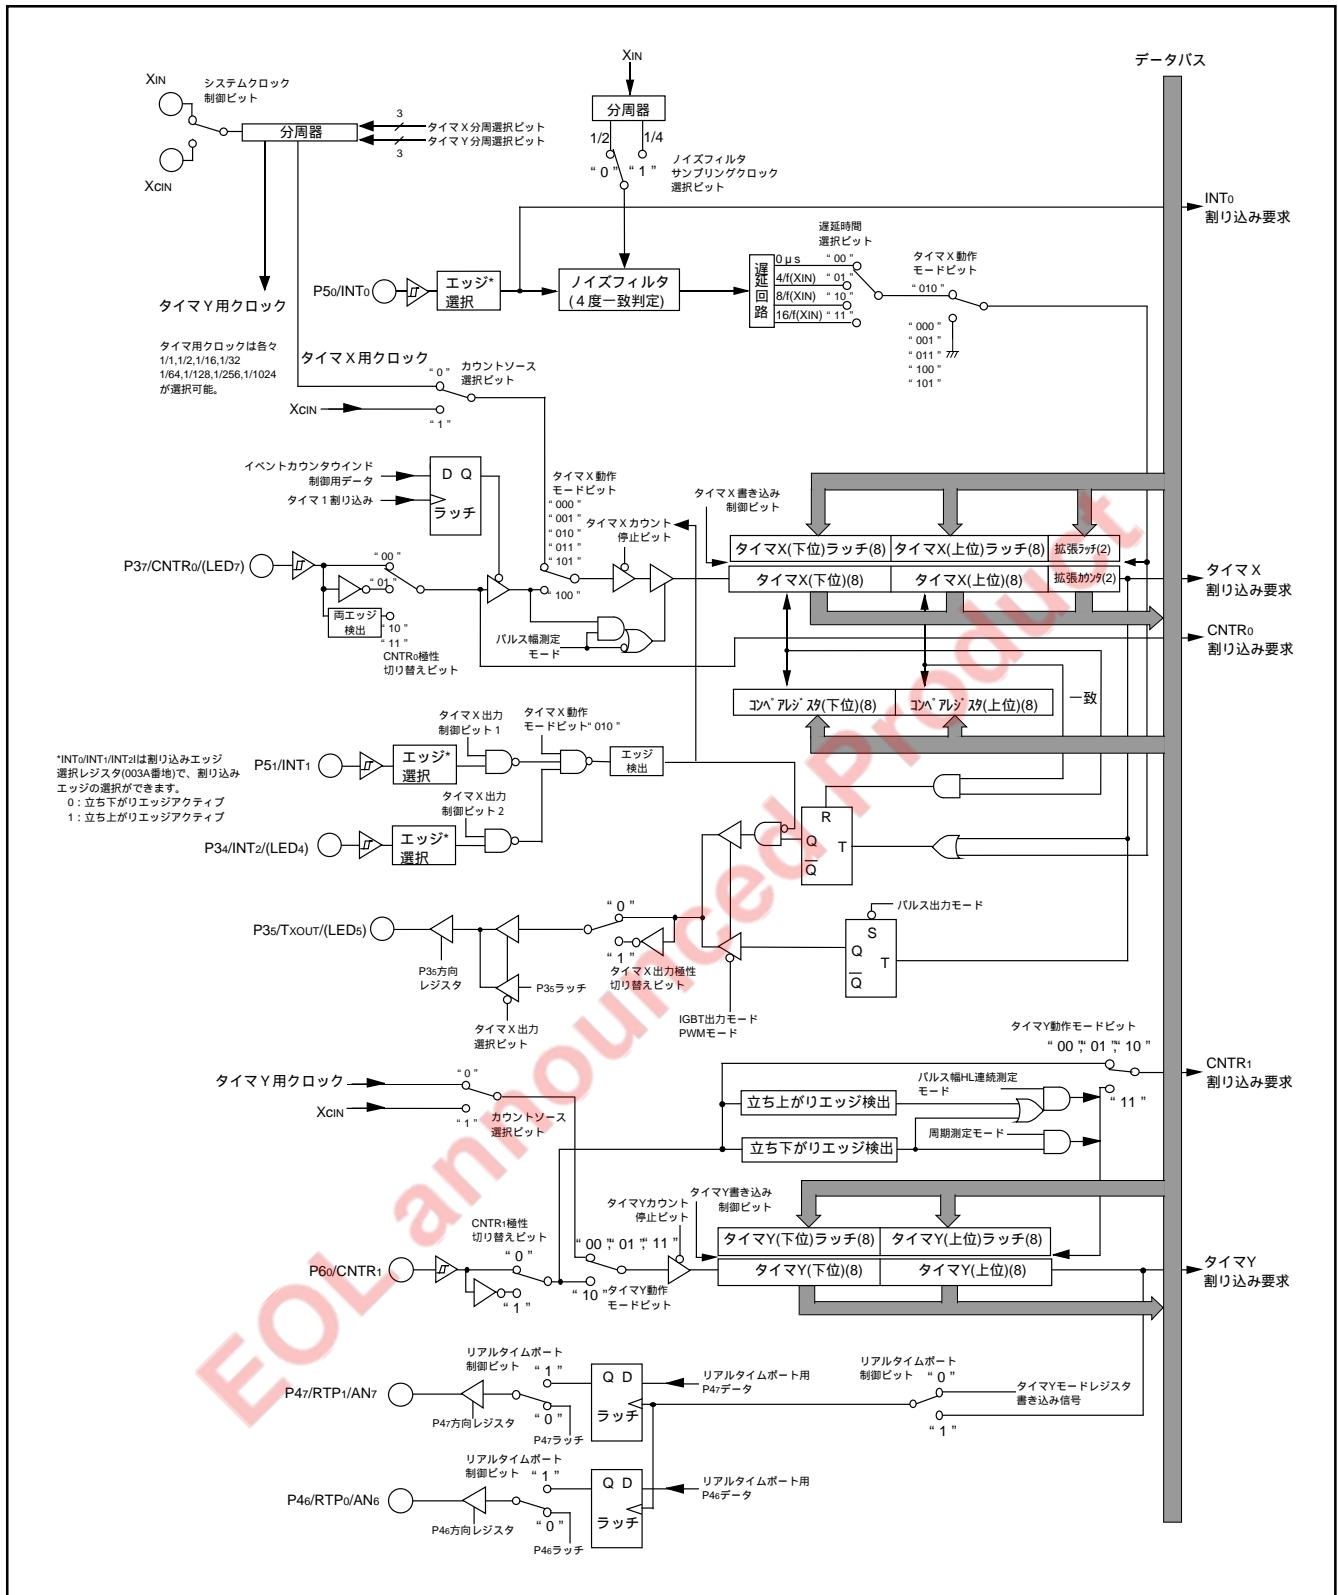 データバス
XIN
XIN
システムクロック
制御ビット
分周器
3
タイマX分周選択ビット
タイマY分周選択ビット
3
XCIN
分周器
1/2
1/4
“ 0 ”
“ 1 ”
ノイズフィルタ
サンプリングクロック
選択ビット
INT0
割り込み要求
P50/INT0
エッジ*
選択
ノイズフィルタ
(4度一致判定)
遅延回路
0 μs
“ 00 ”
4/f(XIN)
“ 01 ”
8/f(XIN)
“ 10 ”
16/f(XIN)
“ 11 ”
遅延時間
選択ビット
タイマX動作
モードビット
“ 010 ”
“ 000 ”
“ 001 ”
“ 011 ”
“ 100 ”
“ 101 ”
タイマY用クロック
タイマ用クロックは各々
1/1,1/2,1/16,1/32
1/64,1/128,1/256,1/1024
が選択可能。
タイマX用クロック
“ 0 ”
カウントソース
選択ビット
XCIN
“ 1 ”
イベントカウンタウインド
制御用データ
タイマ1割り込み
D Q
ラッチ
タイマX動作
モードビット
“ 000 ”
“ 001 ”
“ 010 ”
“ 011 ”
“ 101 ”
“ 100 ”
タイマXカウント
停止ビット
タイマX書き込み
制御ビット
タイマX(下位)ラッチ(8)
タイマX(上位)ラッチ(8)
拡張ラッチ(2)
タイマX(下位)(8)
タイマX(上位)(8)
拡張カウンタ(2)
タイマX
割り込み要求
P37/CNTR0/(LED7)
“ 00 ”
“ 01 ”
両エッジ
検出
“ 10 ”
“ 11 ”
CNTR0極性
切り替えビット
パルス幅測定
モード
CNTR0
割り込み要求
コンペアレジスタ(下位)(8)
コンペアレジスタ(上位)(8)
一致
*INT0/INT1/INT2Iは割り込みエッジ
選択レジスタ(003A番地)で、割り込み
エッジの選択ができます。
0:立ち下がりエッジアクティブ
1:立ち上がりエッジアクティブ
P51/INT1
エッジ*
選択
タイマX出力
制御ビット1
タイマX動作
モードビット“ 010 ”
エッジ
検出
タイマX出力
制御ビット2
P34/INT2/(LED4)
エッジ*
選択
R
Q
T
Q
P35/TXOUT/(LED5)
P35方向
レジスタ
P35ラッチ
タイマX出力
選択ビット
“ 0 ”
“ 1 ”
タイマX出力極性
切り替えビット
IGBT出力モード
PWMモード
パルス出力モード
S
Q
T
Q
タイマY動作モードビット
“ 00 ”,“ 01 ”,“ 10 ”
“ 11 ”
CNTR1
割り込み要求
タイマY用クロック
“ 0 ”
XCIN
“ 1 ”
カウントソース
選択ビット
パルス幅HL連続測定
モード
立ち上がりエッジ検出
周期測定モード
立ち下がりエッジ検出
タイマYカウント
停止ビット
タイマY書き込み
制御ビット
タイマY(下位)ラッチ(8)
タイマY(上位)ラッチ(8)
タイマY(下位)(8)
タイマY(上位)(8)
タイマY
割り込み要求
P60/CNTR1
CNTR1極性
切り替えビット
“ 0 ”
“ 1 ”
“ 00 ”,“ 01 ”,“ 11 ”
“ 10 ”
タイマY動作
モードビット
P47/RTP1/AN7
P47方向レジスタ
リアルタイムポート
制御ビット
“ 1 ”
“ 0 ”
P47ラッチ
Q D
ラッチ
リアルタイムポート用
P47データ
リアルタイムポート
制御ビット
“ 0 ”
“ 1 ”
タイマYモードレジスタ
書き込み信号
P46/RTP0/AN6
P46方向レジスタ
リアルタイムポート
制御ビット
“ 1 ”
“ 0 ”
P46ラッチ
Q D
ラッチ
リアルタイムポート用
P46データ
EOL announced Product